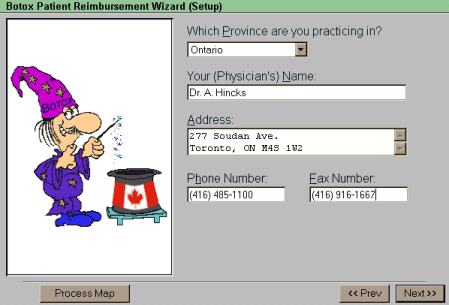 Botox Patient Reimbursement Wizard (Setup)
BOTOX
Which Province are you practicing in?
Ontario
Your (Physician's) Name:
Dr. A. Hincks
Address:
277 Soudan Ave.
Toronto, ON M4S 1W2
Phone Number: Fax Number:
(416) 485-1100 (416) 916-1667
Process Map << Prev Next >>